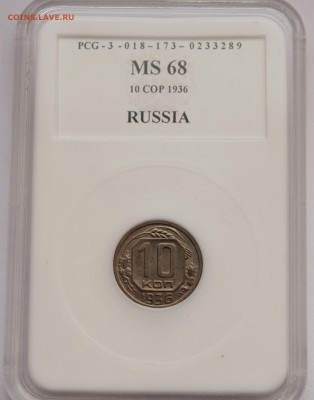 COINS.LAVE.RU
PCG-3-018-173-0233289
MS 68
10 COP 1936
RUSSIA
10
КОП
1936